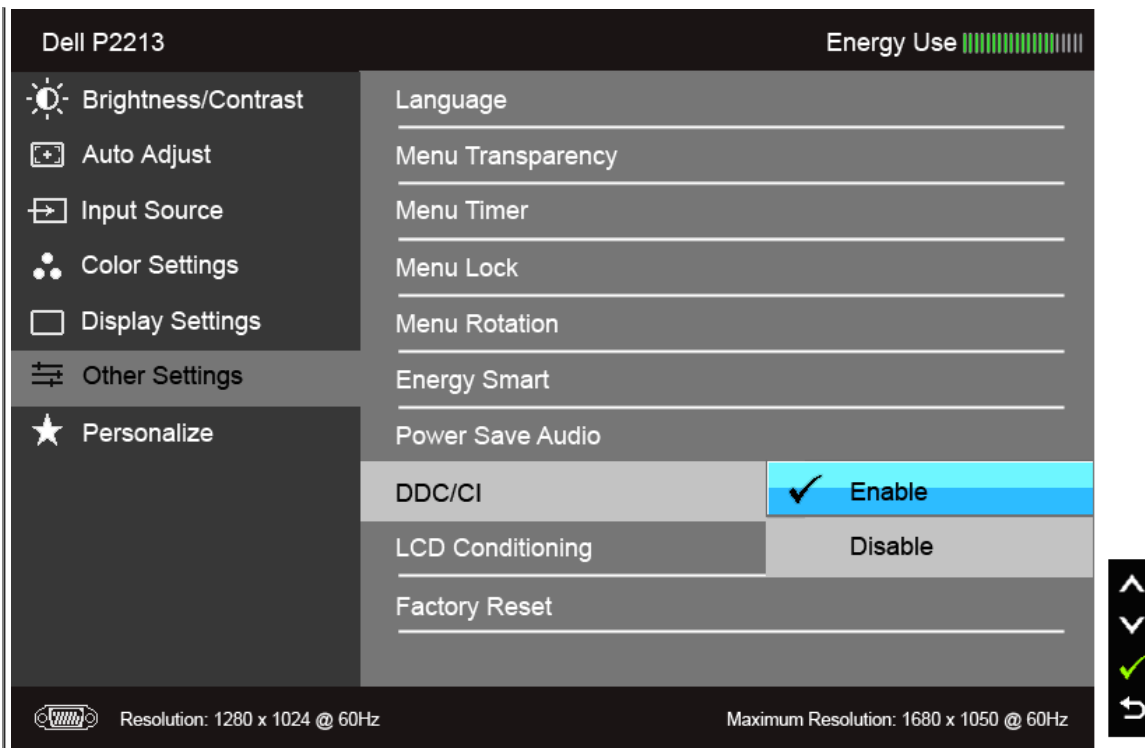 Dell P2213
Energy Use
Brightness/Contrast
Auto Adjust
Input Source
Color Settings
Display Settings
Other Settings
Personalize
Language
Menu Transparency
Menu Timer
Menu Lock
Menu Rotation
Energy Smart
Power Save Audio
DDC/CI
Enable
Disable
LCD Conditioning
Factory Reset
Resolution: 1280 x 1024 @ 60Hz
Maximum Resolution: 1680 x 1050 @ 60Hz